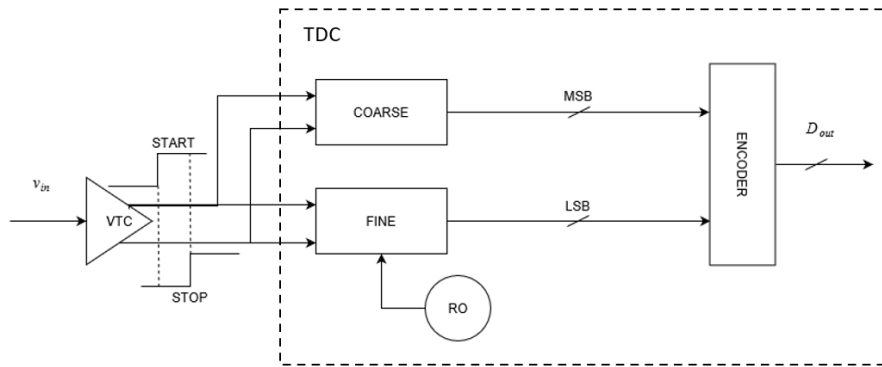 TDC
MSB
COARSE
START
D_out
ENCODER
v_in
VTC
FINE
LSB
STOP
RO